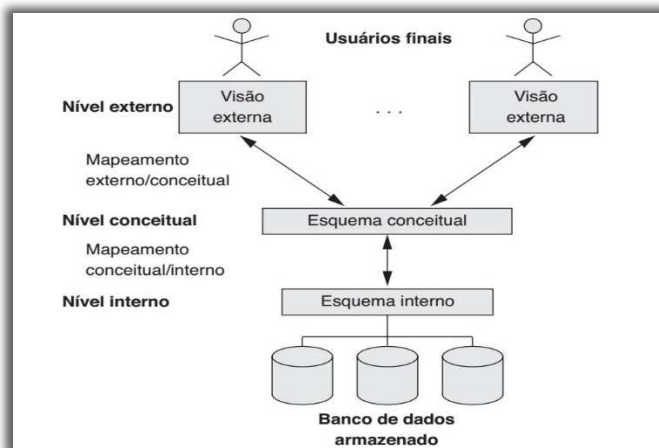 Usuários finais
Nível externo
Visão
externa
. . .
Visão
externa
Mapeamento
externo/conceitual
Nível conceitual
Esquema conceitual
Mapeamento
conceitual/interno
Nível interno
Esquema interno
Banco de dados
armazenado